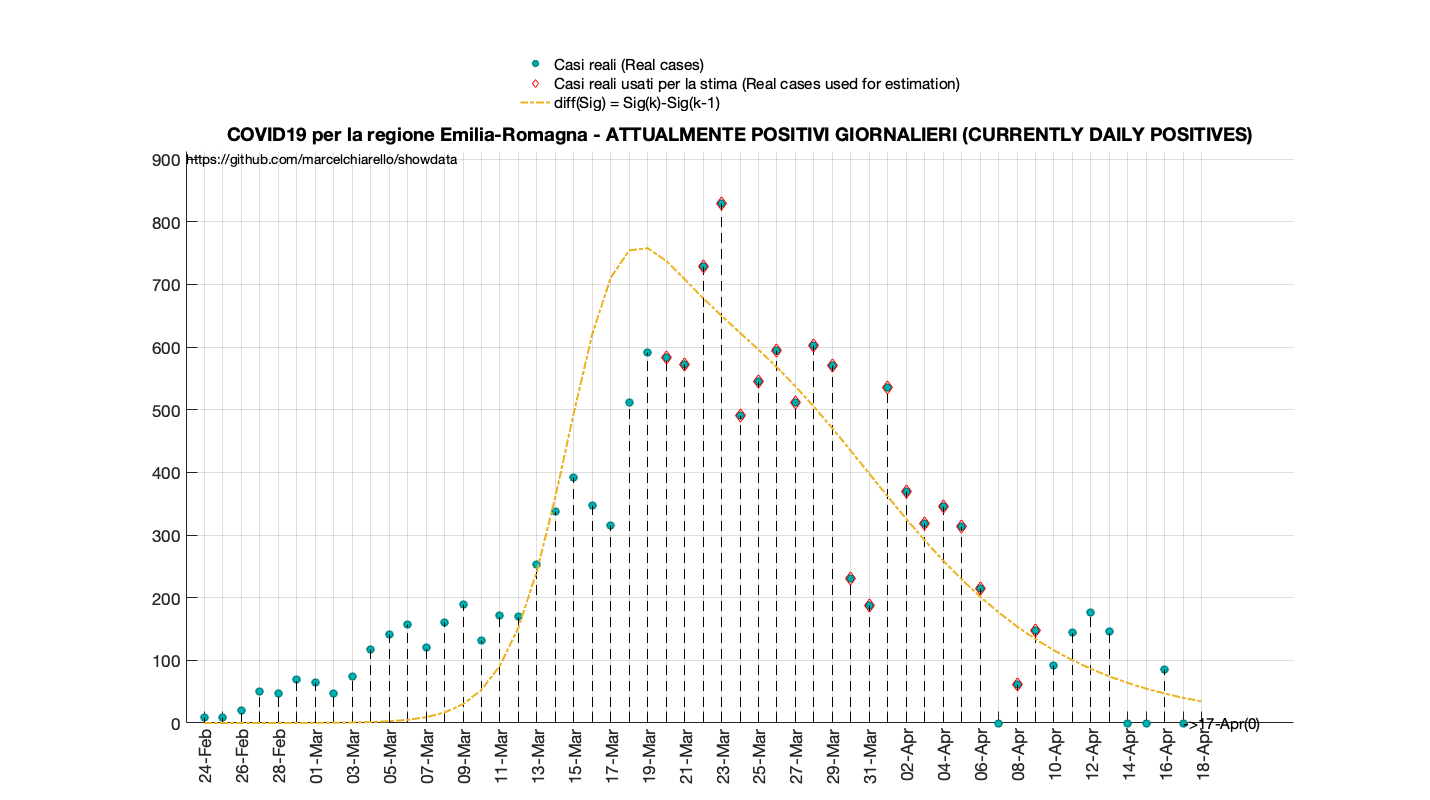 Casi reali (Real cases)
Casi reali usati per la stima (Real cases used for estimation)
diff(Sig) = Sig(k)-Sig(k-1)
COVID19 per la regione Emilia-Romagna - ATTUALMENTE POSITIVI GIORNALIERI (CURRENTLY DAILY POSITIVES)
https://github.com/marcelchiarello/showdata
900
800
700
600
500
400
300
200
100
0
->17-Apr(0)
24-Feb
26-Feb
28-Feb
01-Mar
03-Mar
05-Mar
07-Mar
09-Mar
11-Mar
13-Mar
15-Mar
17-Mar
19-Mar
21-Mar
23-Mar
25-Mar
27-Mar
29-Mar
31-Mar
02-Apr
04-Apr
06-Apr
08-Apr
10-Apr
12-Apr
14-Apr
16-Apr
18-Apr